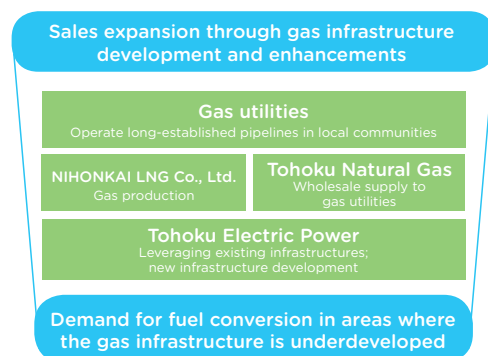 Sales expansion through gas infrastructure
development and enhancements
Gas utilities
Operate long-established pipelines in local communities
NIHONKAI LNG Co., Ltd.
Gas production
Tohoku Natural Gas
Wholesale supply to
gas utilities
Tohoku Electric Power
Leveraging existing infrastructures;
new infrastructure development
Demand for fuel conversion in areas where
the gas infrastructure is underdeveloped